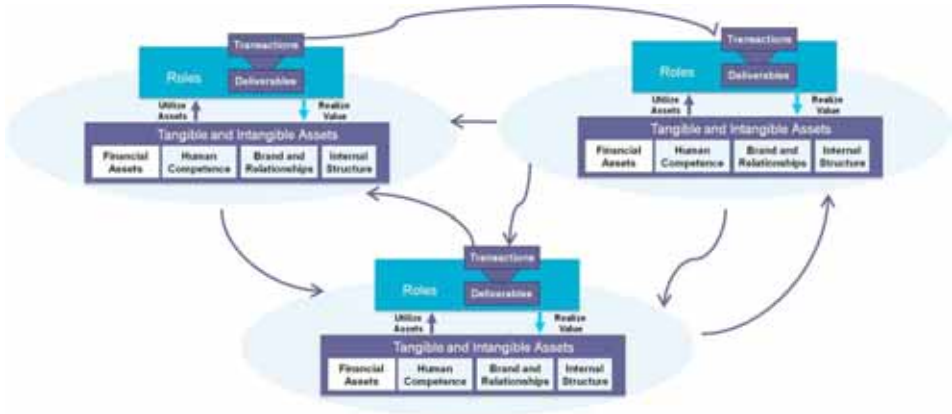 Transactions
Roles
Deliverables
Utilize
Assets
Realize
Value
Tangible and Intangible Assets
Financial
Assets
Human
Competence
Brand and
Relationships
Internal
Structure
Transactions
Roles
Deliverables
Utilize
Assets
Realize
Value
Tangible and Intangible Assets
Financial
Assets
Human
Competence
Brand and
Relationships
Internal
Structure
Transactions
Roles
Deliverables
Utilize
Assets
Realize
Value
Tangible and Intangible Assets
Financial
Assets
Human
Competence
Brand and
Relationships
Internal
Structure